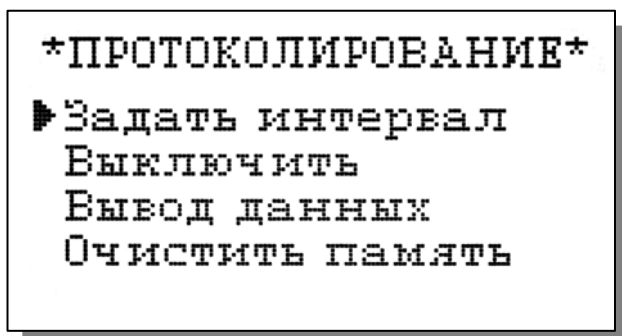 *ПРОТОКОЛИРОВАНИЕ*
Задать интервал
Выключить
Вывод данных
Очистить память